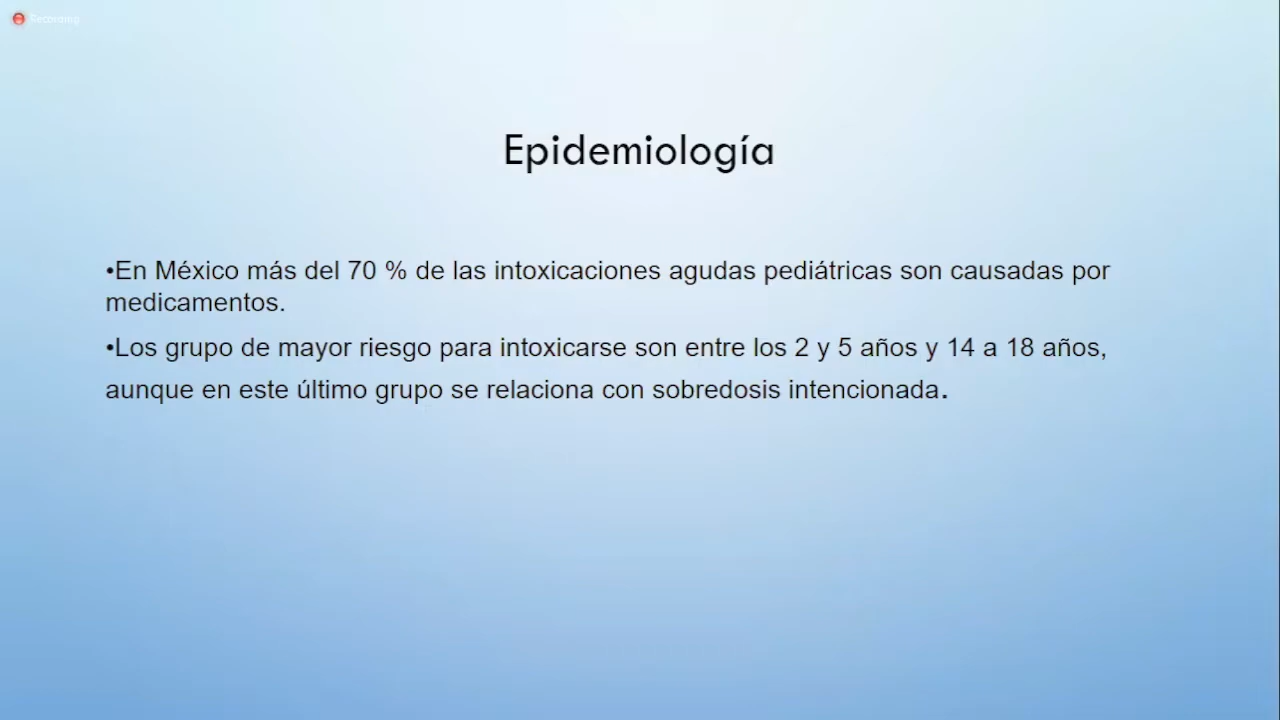 Recording
Epidemiología
•En México más del 70 % de las intoxicaciones agudas pediátricas son causadas por
medicamentos.
•Los grupo de mayor riesgo para intoxicarse son entre los 2 y 5 años y 14 a 18 años,
aunque en este último grupo se relaciona con sobredosis intencionada.